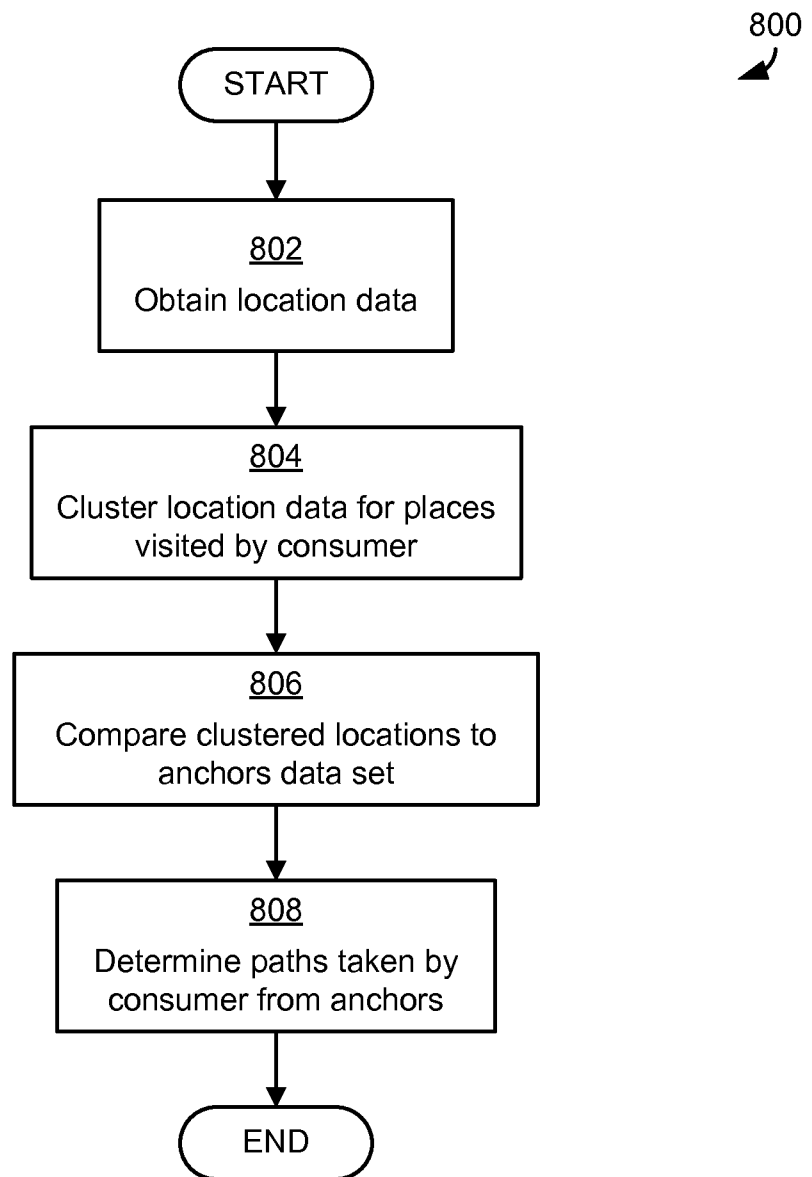 800
START
802
Obtain location data
804
Cluster location data for places
visited by consumer
806
Compare clustered locations to
anchors data set
808
Determine paths taken by
consumer from anchors
END